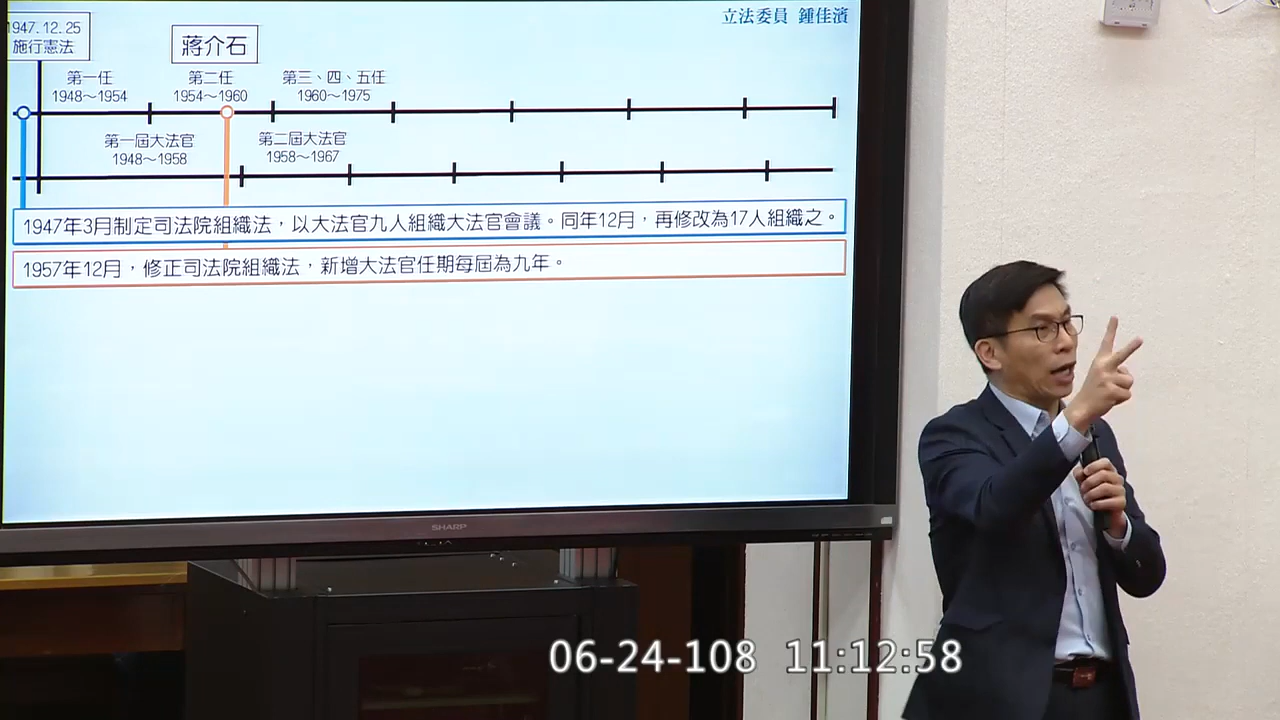 立法委員 鍾佳濱
1947.12.25
施行憲法
蔣介石
第一任
1948～1954
第二任
1954～1960
第三、四、五任
1960～1975
第一屆大法官
1948～1958
第二屆大法官
1958～1967
1947年3月制定司法院組織法，以大法官九人組織大法官會議。同年12月，再修改為17人組織之。
1957年12月，修正司法院組織法，新增大法官任期每屆為九年。
SHARP
06-24-108 11:12:58